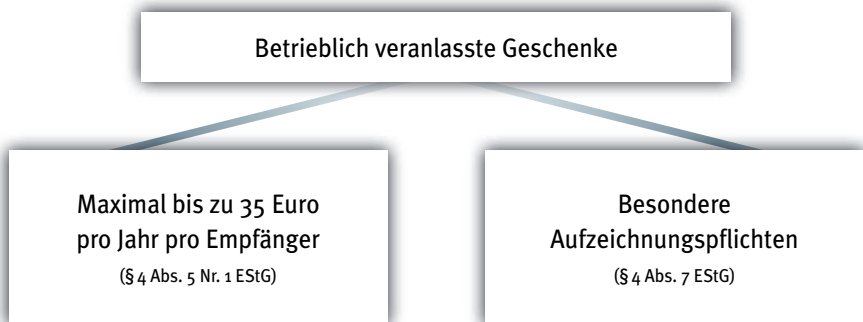 Betrieblich veranlasste Geschenke
Maximal bis zu 35 Euro
pro Jahr pro Empfänger
(§ 4 Abs. 5 Nr. 1 EStG)
Besondere
Aufzeichnungspflichten
(§ 4 Abs. 7 EStG)